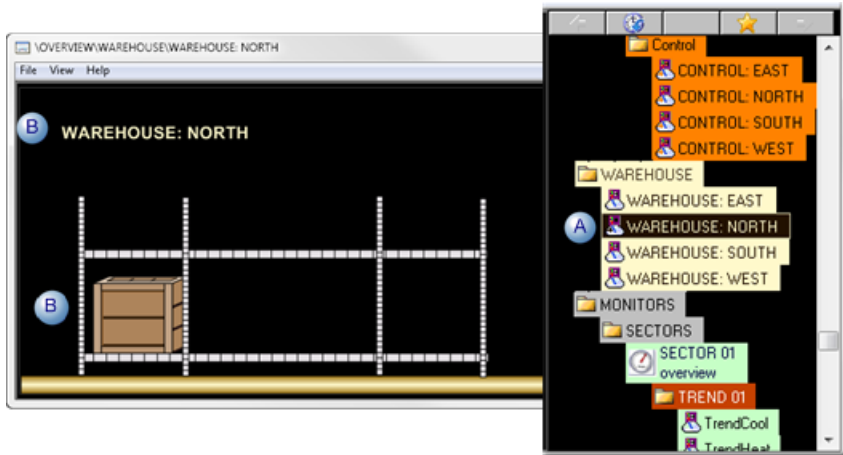 \OVERVIEW\WAREHOUSE\WAREHOUSE: NORTH
File View Help
B
WAREHOUSE: NORTH
B
Control
CONTROL: EAST
CONTROL: NORTH
CONTROL: SOUTH
CONTROL: WEST
WAREHOUSE
WAREHOUSE: EAST
A
WAREHOUSE: NORTH
WAREHOUSE: SOUTH
WAREHOUSE: WEST
MONITORS
SECTORS
SECTOR 01
overview
TREND 01
TrendCool
TrendHeat